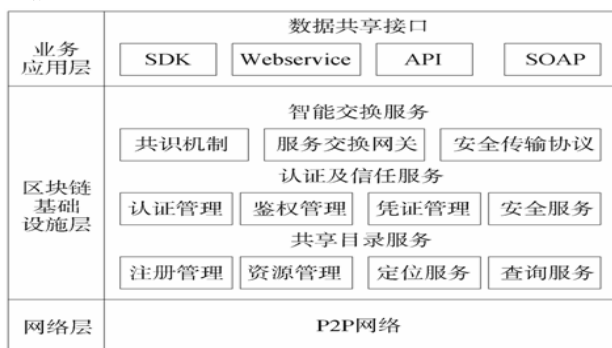 数据共享接口
业务
应用层
SDK Webservice API SOAP
智能交换服务
共识机制 服务交换网关 安全传输协议
认证及信任服务
区块链
基础
设施层
认证管理 鉴权管理 凭证管理 安全服务
共享目录服务
注册管理 资源管理 定位服务 查询服务
网络层 P2P网络